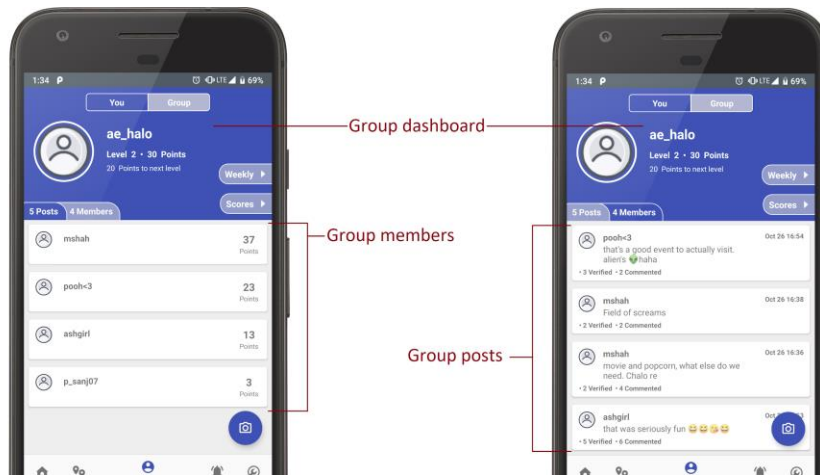 1:34 LTE 69%
You Group
ae_halo
Level 2 • 30 Points
20 Points to next level
Weekly
Scores
5 Posts 4 Members
mshah 37
Points
pooh<3 23
Points
ashgirl 13
Points
p_sanj07 3
Points
Group dashboard
Group members
Group posts
1:34 LTE 69%
You Group
ae_halo
Level 2 • 30 Points
20 Points to next level
Weekly
Scores
5 Posts 4 Members
pooh<3 Oct 26 16:54
that's a good event to actually visit.
alien's 👽haha
• 3 Verified • 2 Commented
mshah Oct 26 16:38
Field of screams
• 2 Verified • 2 Commented
mshah Oct 26 16:36
movie and popcorn, what else do we
need. Chalo re
• 2 Verified • 4 Commented
ashgirl
that was seriously fun 😂😂😘😂
• 5 Verified • 6 Commented